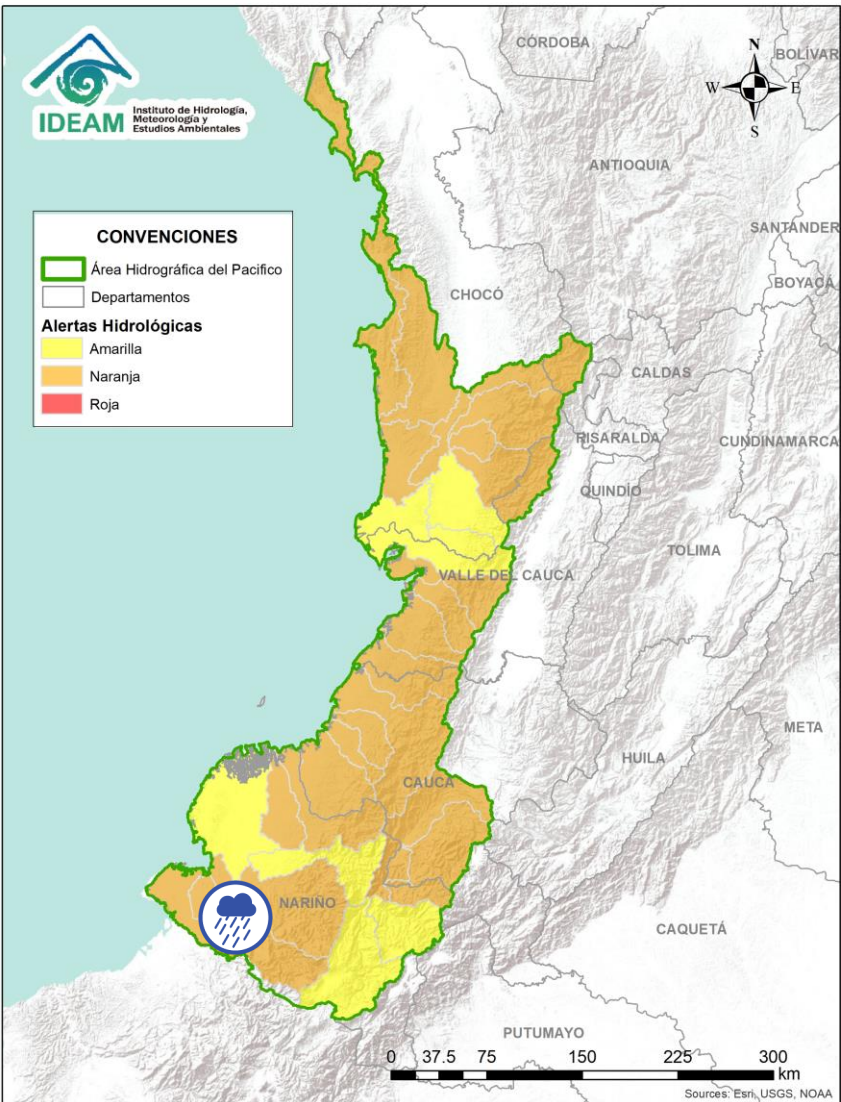 IDEAM
Instituto de Hidrología,
Meteorología y
Estudios Ambientales
N
W
E
S
CÓRDOBA
BOLÍVAR
ANTIOQUIA
SANTANDER
BOYACÁ
CHOCÓ
CALDAS
RISARALDA
CUNDINAMARCA
QUINDÍO
TOLIMA
VALLE DEL CAUCA
META
HUILA
CAUCA
NARIÑO
CAQUETÁ
PUTUMAYO
CONVENCIONES
Área Hidrográfica del Pacifico
Departamentos
Alertas Hidrológicas
Amarilla
Naranja
Roja
0 37.5 75 150 225 300
km
Sources: Esri, USGS, NOAA